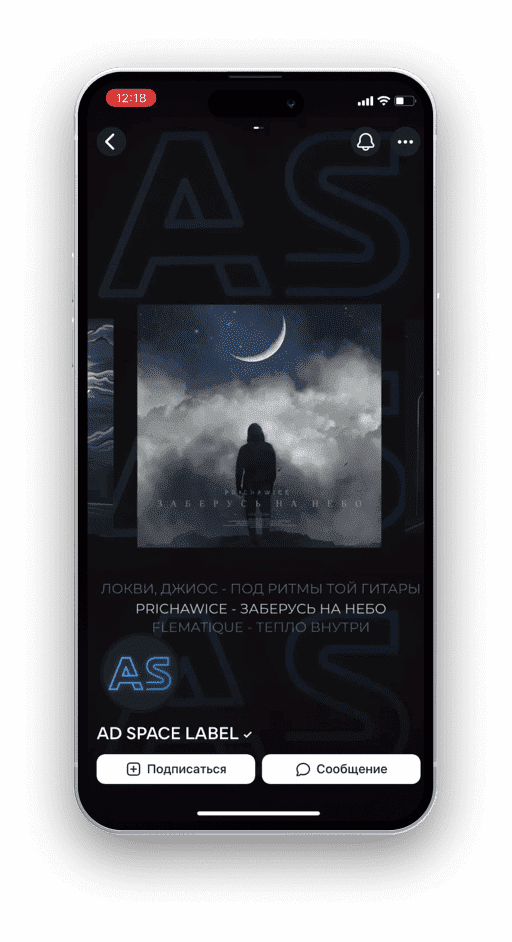 12:18
AS
PRICHAWICE
ЗАБЕРУСЬ НА НЕБО
ЛОКВИ, ДЖИОС - ПОД РИТМЫ ТОЙ ГИТАРЫ
PRICHAWICE - ЗАБЕРУСЬ НА НЕБО
FLEMATIQUE - ТЕПЛО ВНУТРИ
AS
AS
AD SPACE LABEL
Подписаться
Сообщение